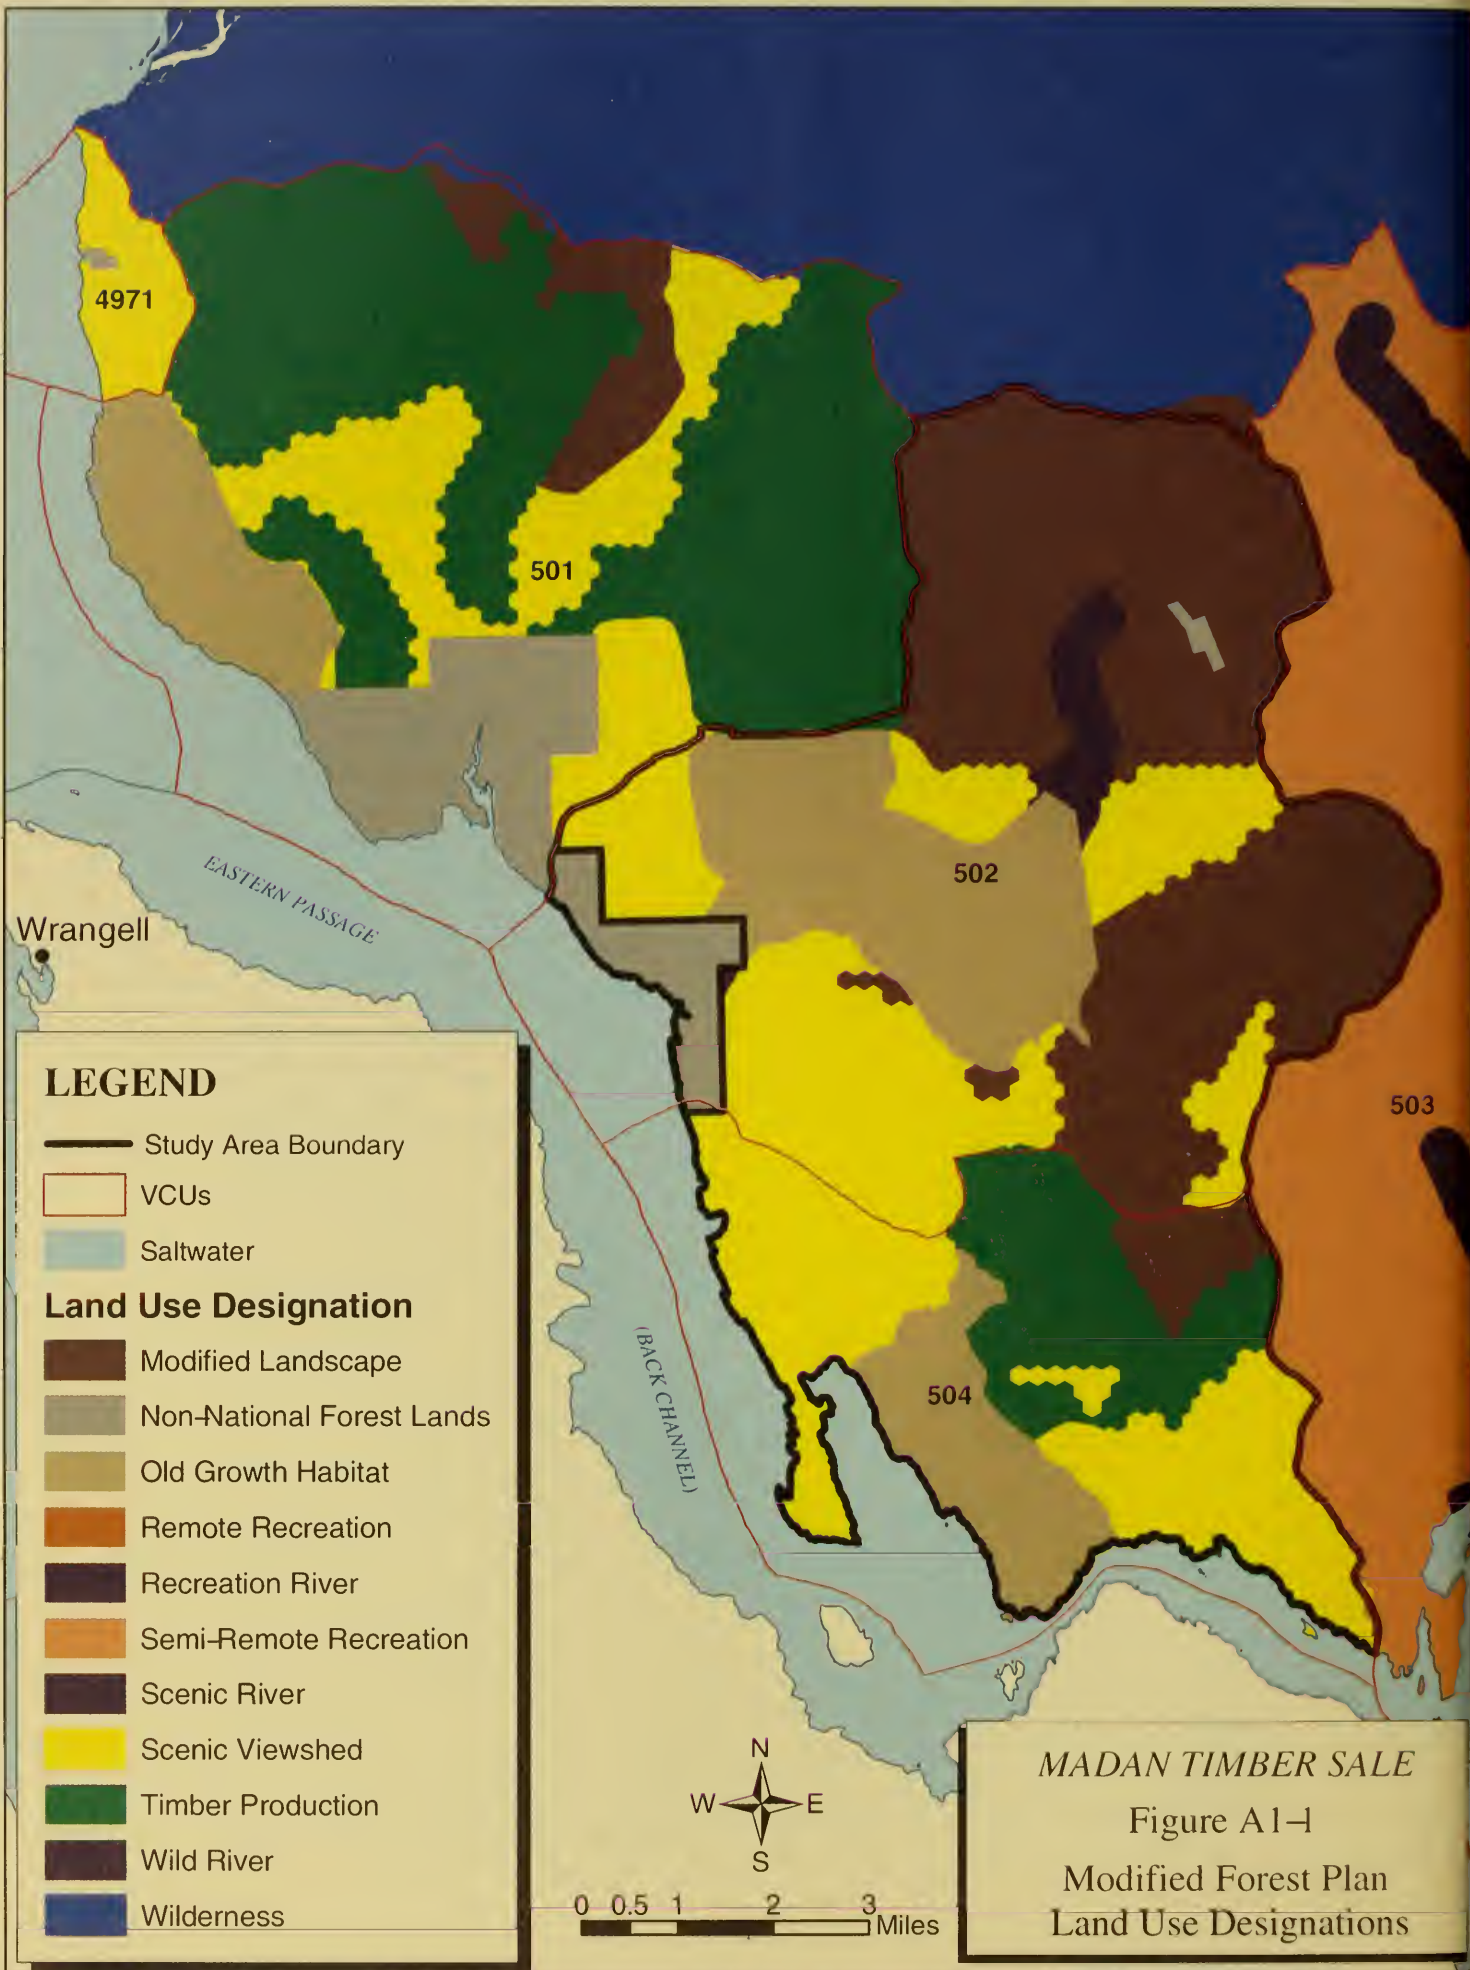 4971
501
502
EASTERN PASSAGE
Wrangell
503
(BACK CHANNEL)
504
LEGEND
Study Area Boundary
VCUs
Saltwater
Land Use Designation
Modified Landscape
Non-National Forest Lands
Old Growth Habitat
Remote Recreation
Recreation River
Semi-Remote Recreation
Scenic River
Scenic Viewshed
Timber Production
Wild River
Wilderness
N
W E
S
0 0.5 1 2 3
Miles
MADAN TIMBER SALE
Figure A1-1
Modified Forest Plan
Land Use Designations